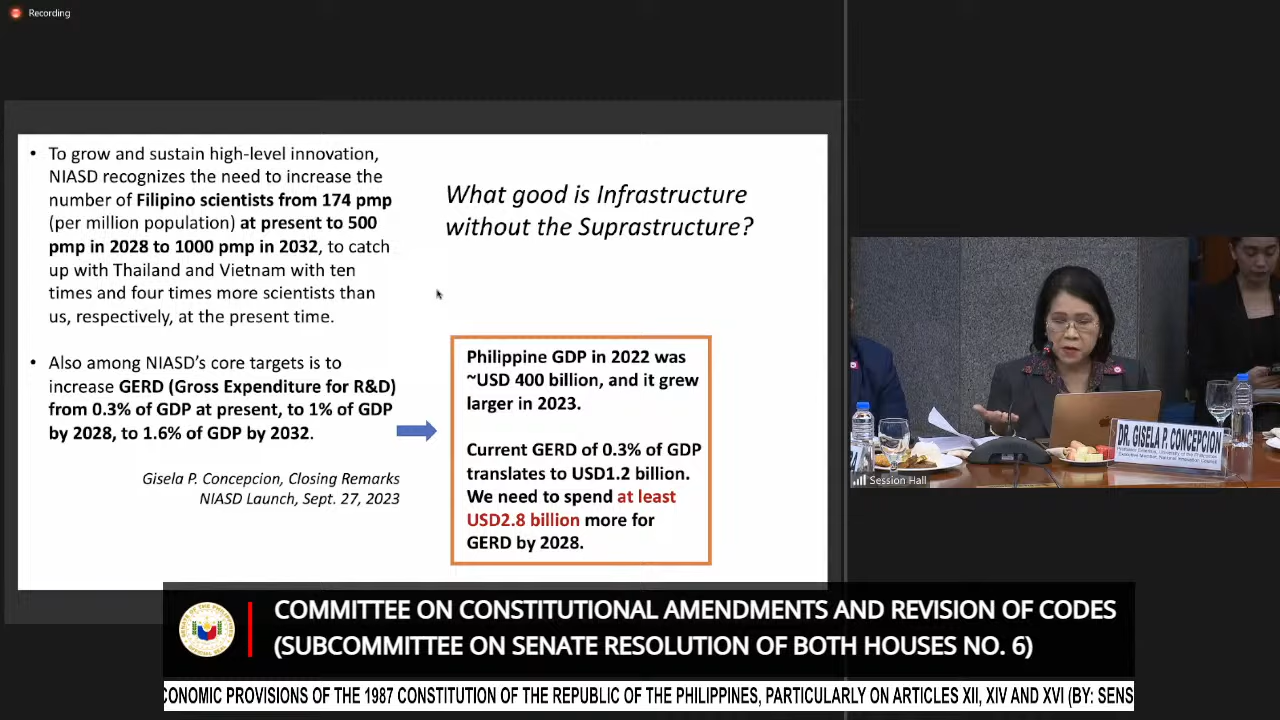 Recording
• To grow and sustain high-level innovation,
NIASD recognizes the need to increase the
number of Filipino scientists from 174 pmp
(per million population) at present to 500
pmp in 2028 to 1000 pmp in 2032, to catch
up with Thailand and Vietnam with ten
times and four times more scientists than
us, respectively, at the present time.
• Also among NIASD's core targets is to
increase GERD (Gross Expenditure for R&D)
from 0.3% of GDP at present, to 1% of GDP
by 2028, to 1.6% of GDP by 2032.
Gisela P. Concepcion, Closing Remarks
NIASD Launch, Sept. 27, 2023
What good is Infrastructure
without the Suprastructure?
Philippine GDP in 2022 was
~USD 400 billion, and it grew
larger in 2023.
Current GERD of 0.3% of GDP
translates to USD1.2 billion.
We need to spend at least
USD2.8 billion more for
GERD by 2028.
DR. GISELA P. CONCEPCION
Session Hall
COMMITTEE ON CONSTITUTIONAL AMENDMENTS AND REVISION OF CODES
(SUBCOMMITTEE ON SENATE RESOLUTION OF BOTH HOUSES NO. 6)
CONOMIC PROVISIONS OF THE 1987 CONSTITUTION OF THE REPUBLIC OF THE PHILIPPINES, PARTICULARLY ON ARTICLES XII, XIV AND XVI (BY: SENS